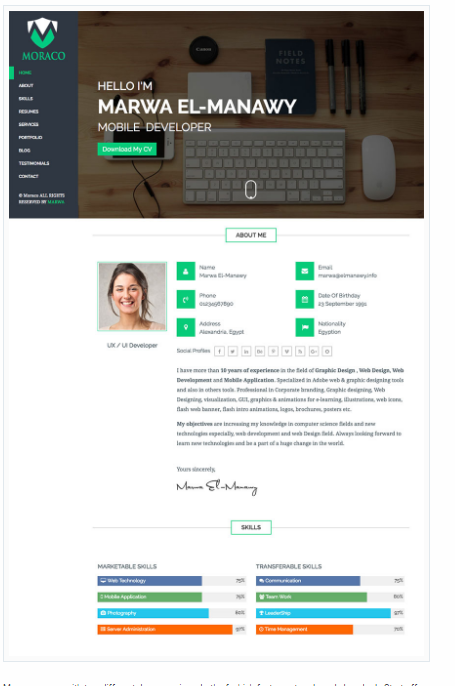 MORACO
HOME
ABOUT
SKILLS
RESUMES
SERVICES
PORTFOLIO
BLOG
TESTIMONIALS
CONTACT
© Moraco ALL RIGHTS
RESERVED BY MARWA
Canon
FIELD
NOTES
HELLO I'M
MARWA EL-MANAWY
MOBILE DEVELOPER
Download My CV
ABOUT ME
UX / UI Developer
Name
Marwa El-Manawy
Email
marwa@elmanawy.info
Phone
01234567890
Date Of Birthday
23 September 1991
Address
Alexandria, Egypt
Nationality
Egyption
Social Profiles
I have more than 10 years of experience in the field of Graphic Design , Web Design, Web
Development and Mobile Application. Specialized in Adobe web & graphic designing tools
and also in others tools. Professional in Corporate branding, Graphic designing, Web
Designing, visualization, GUI, graphics & animations for e-learning, illustrations, web icons,
flash web banner, flash intro animations, logos, brochures, posters etc.
My objectives are increasing my knowledge in computer science fields and new
technologies especially, web development and web Design field. Always looking forward to
learn new technologies and be a part of a huge change in the world.
Yours sincerely,
Marwa El-Manawy
SKILLS
MARKETABLE SKILLS
Web Technology 75%
Mobile Application 75%
Photography 80%
Server Administration 97%
TRANSFERABLE SKILLS
Communication 75%
Team Work 80%
Leadership 97%
Time Management 70%